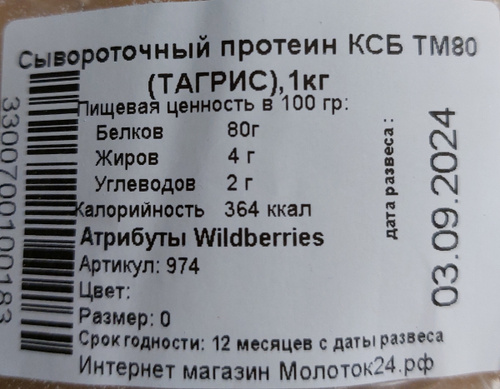 Сывороточный протеин КСБ ТМ80
(ТАГРИС),1кг
Пищевая ценность в 100 гр:
Белков 80г
Жиров 4 г
Углеводов 2 г
Калорийность 364 ккал
Атрибуты Wildberries
Артикул: 974
Цвет:
Размер: 0
Срок годности: 12 месяцев с даты развеса
Интернет магазин Молоток24.рф
дата развеса:
03.09.2024
3300700100183